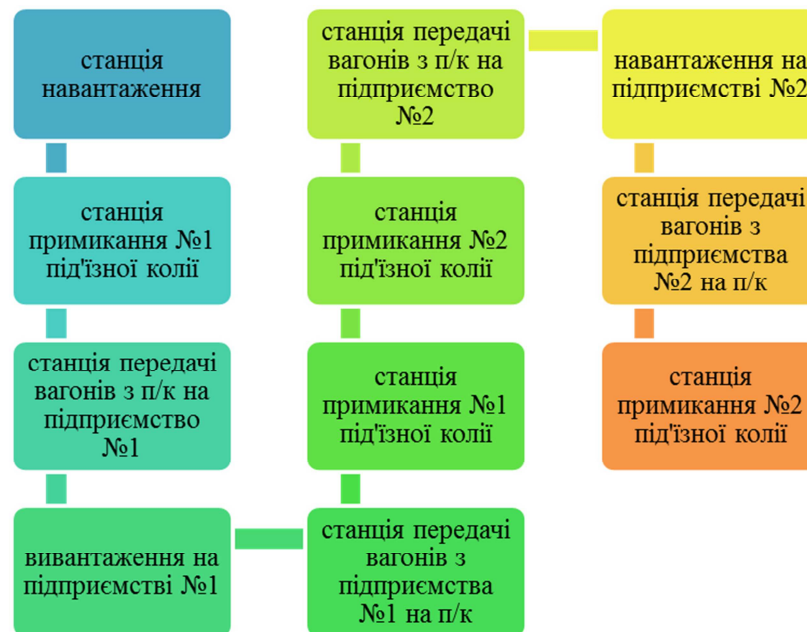 станція
навантаження
станція
примикання №1
під'їзної колії
станція передачі
вагонів з п/к на
підприємство
№1
вивантаження на
підприємстві №1
станція передачі
вагонів з
підприємства
№1 на п/к
станція
примикання №1
під'їзної колії
станція
примикання №2
під'їзної колії
станція передачі
вагонів з п/к на
підприємство
№2
навантаження на
підприємстві №2
станція передачі
вагонів з
підприємства
№2 на п/к
станція
примикання №2
під'їзної колії